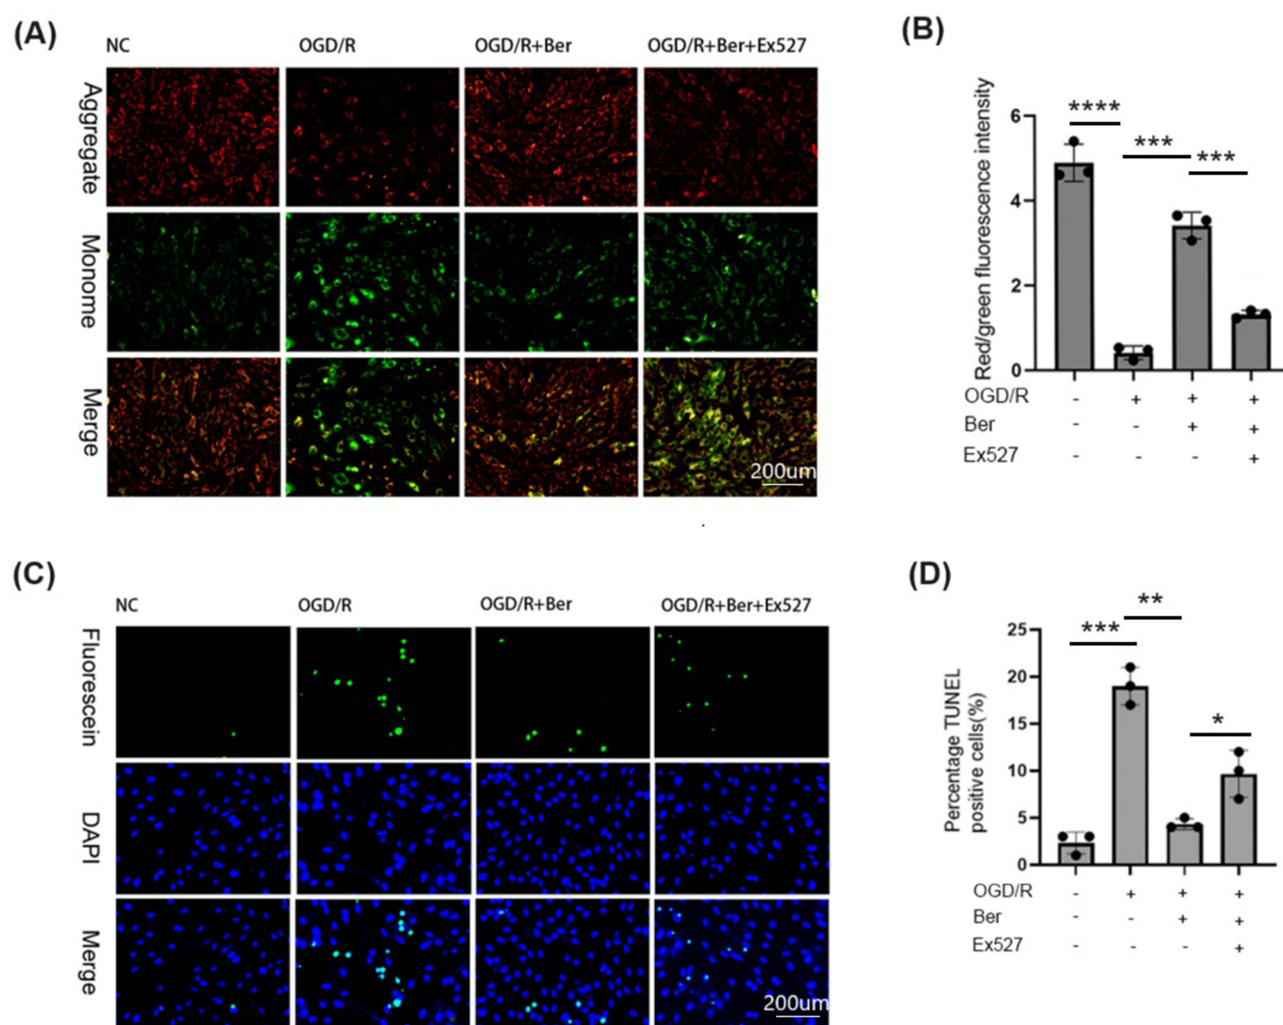 (A)
NC OGD/R OGD/R+Ber OGD/R+Ber+Ex527
Aggregate
Monome
Merge
200um
(B)
Red/green fluorescence intensity
6
4
2
0
****
***
***
OGD/R - + + +
Ber - - + +
Ex527 - - - +
(C)
NC OGD/R OGD/R+Ber OGD/R+Ber+Ex527
Fluorescein
DAPI
Merge
200um
(D)
Percentage TUNEL
positive cells(%)
25
20
15
10
5
0
***
**
*
OGD/R - + + +
Ber - - + +
Ex527 - - - +